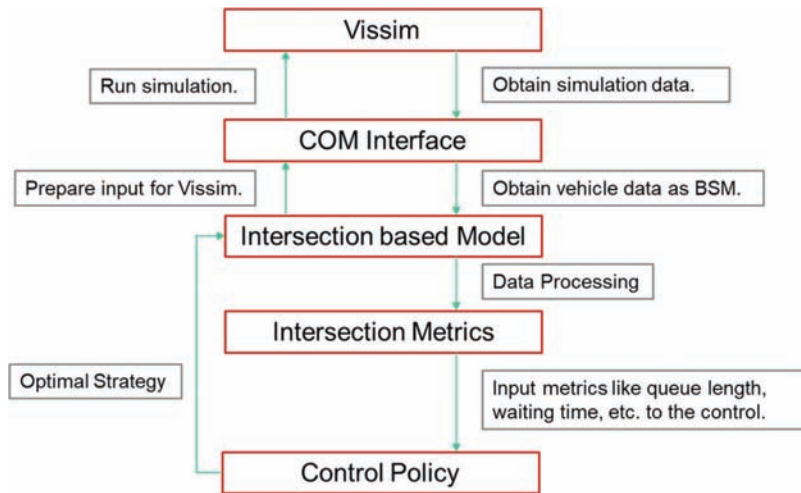 Vissim
Run simulation.
Obtain simulation data.
COM Interface
Prepare input for Vissim.
Obtain vehicle data as BSM.
Intersection based Model
Data Processing
Intersection Metrics
Optimal Strategy
Input metrics like queue length,
waiting time, etc. to the control.
Control Policy